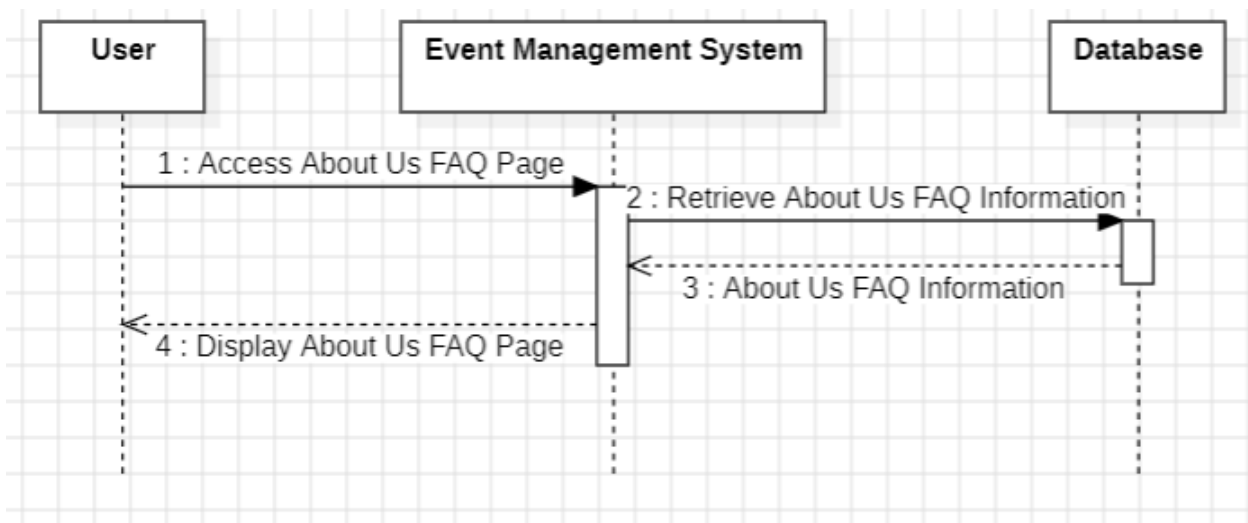 User
Event Management System
Database
1 : Access About Us FAQ Page
2 : Retrieve About Us FAQ Information
3 : About Us FAQ Information
4 : Display About Us FAQ Page